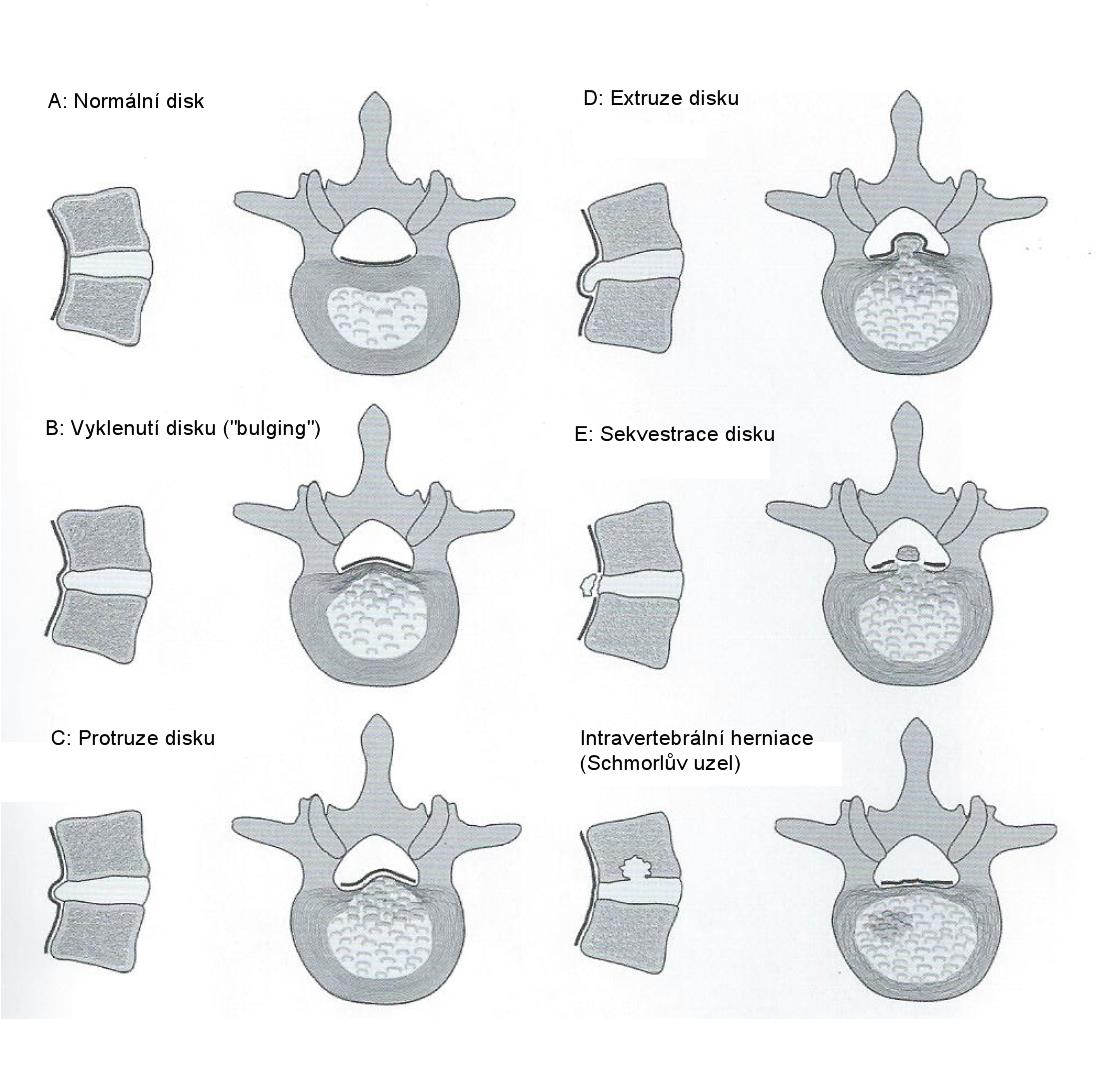 A: Normální disk
B: Vyklenutí disku ("bulging")
C: Protruze disku
D: Extruze disku
E: Sekvestrace disku
Intravertebrální herniace
(Schmorlův uzel)